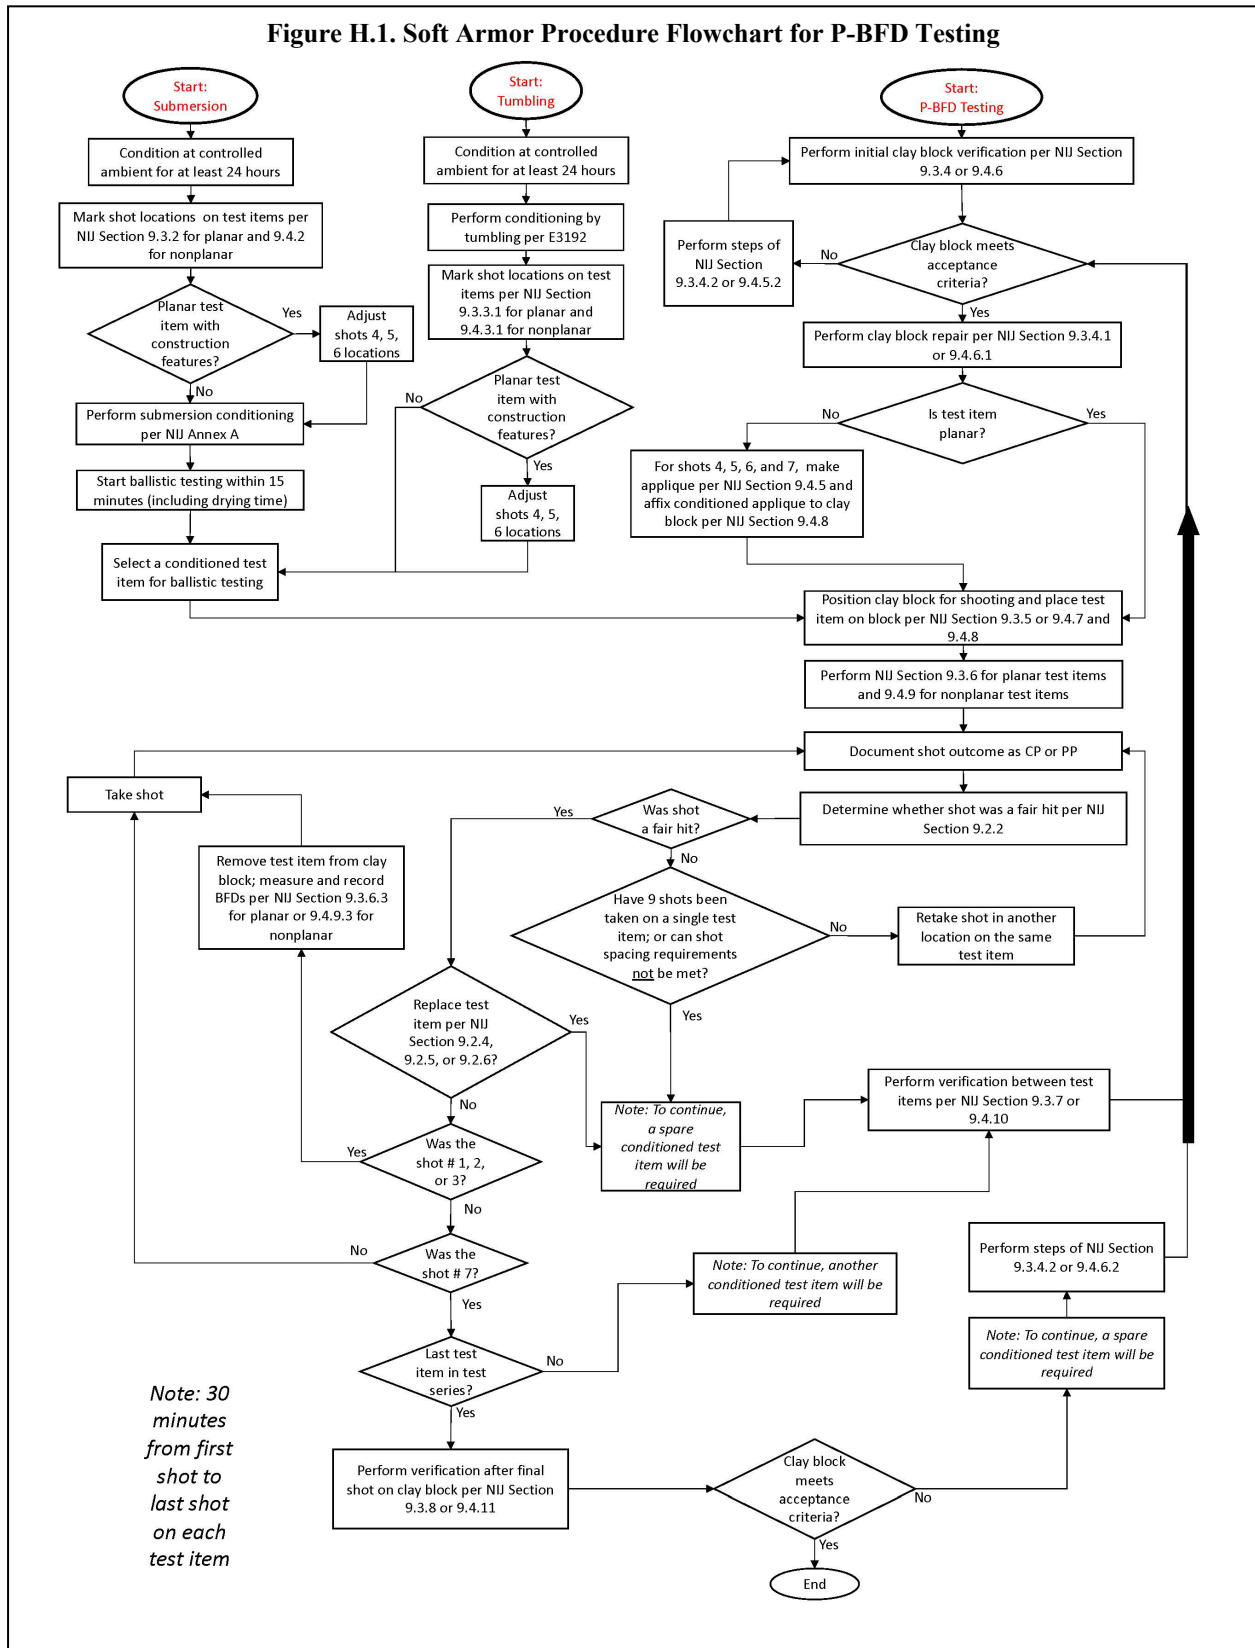 Figure H.1. Soft Armor Procedure Flowchart for P-BFD Testing
Start:
Submersion
Condition at controlled
ambient for at least 24 hours
Mark shot locations on test items per
NIJ Section 9.3.2 for planar and 9.4.2
for nonplanar
Planar test
item with
construction
features?
Yes
Adjust
shots 4, 5,
6 locations
No
Perform submersion conditioning
per NIJ Annex A
Start ballistic testing within 15
minutes (including drying time)
Select a conditioned test
item for ballistic testing
Start:
Tumbling
Condition at controlled
ambient for at least 24 hours
Perform conditioning by
tumbling per E3192
Mark shot locations on test
items per NIJ Section
9.3.3.1 for planar and
9.4.3.1 for nonplanar
Planar test
item with
construction
features?
No
Yes
Adjust
shots 4, 5,
6 locations
Start:
P-BFD Testing
Perform initial clay block verification per NIJ Section
9.3.4 or 9.4.6
Clay block meets
acceptance
criteria?
No
Perform steps of
NIJ Section
9.3.4.2 or 9.4.5.2
Yes
Perform clay block repair per NIJ Section 9.3.4.1
or 9.4.6.1
Is test item
planar?
No
Yes
For shots 4, 5, 6, and 7, make
applique per NIJ Section 9.4.5 and
affix conditioned applique to clay
block per NIJ Section 9.4.8
Position clay block for shooting and place test
item on block per NIJ Section 9.3.5 or 9.4.7 and
9.4.8
Perform NIJ Section 9.3.6 for planar test items
and 9.4.9 for nonplanar test items
Document shot outcome as CP or PP
Determine whether shot was a fair hit per NIJ
Section 9.2.2
Was shot
a fair hit?
Yes
No
Take shot
Remove test item from clay
block; measure and record
BFDs per NIJ Section 9.3.6.3
for planar or 9.4.9.3 for
nonplanar
Have 9 shots been
taken on a single test
item; or can shot
spacing requirements
not be met?
No
Retake shot in another
location on the same
test item
Yes
Replace test
item per NIJ
Section 9.2.4,
9.2.5, or 9.2.6?
Yes
No
Note: To continue,
a spare
conditioned test
item will be
required
Perform verification between test
items per NIJ Section 9.3.7 or
9.4.10
Was the
shot # 1, 2,
or 3?
Yes
No
Was the
shot # 7?
No
Yes
Note: To continue, another
conditioned test item will be
required
Perform steps of NIJ Section
9.3.4.2 or 9.4.6.2
Note: To continue, a spare
conditioned test item will be
required
Last test
item in test
series?
No
Yes
Perform verification after final
shot on clay block per NIJ Section
9.3.8 or 9.4.11
Clay block
meets
acceptance
criteria?
No
Yes
End
Note: 30
minutes
from first
shot to
last shot
on each
test item